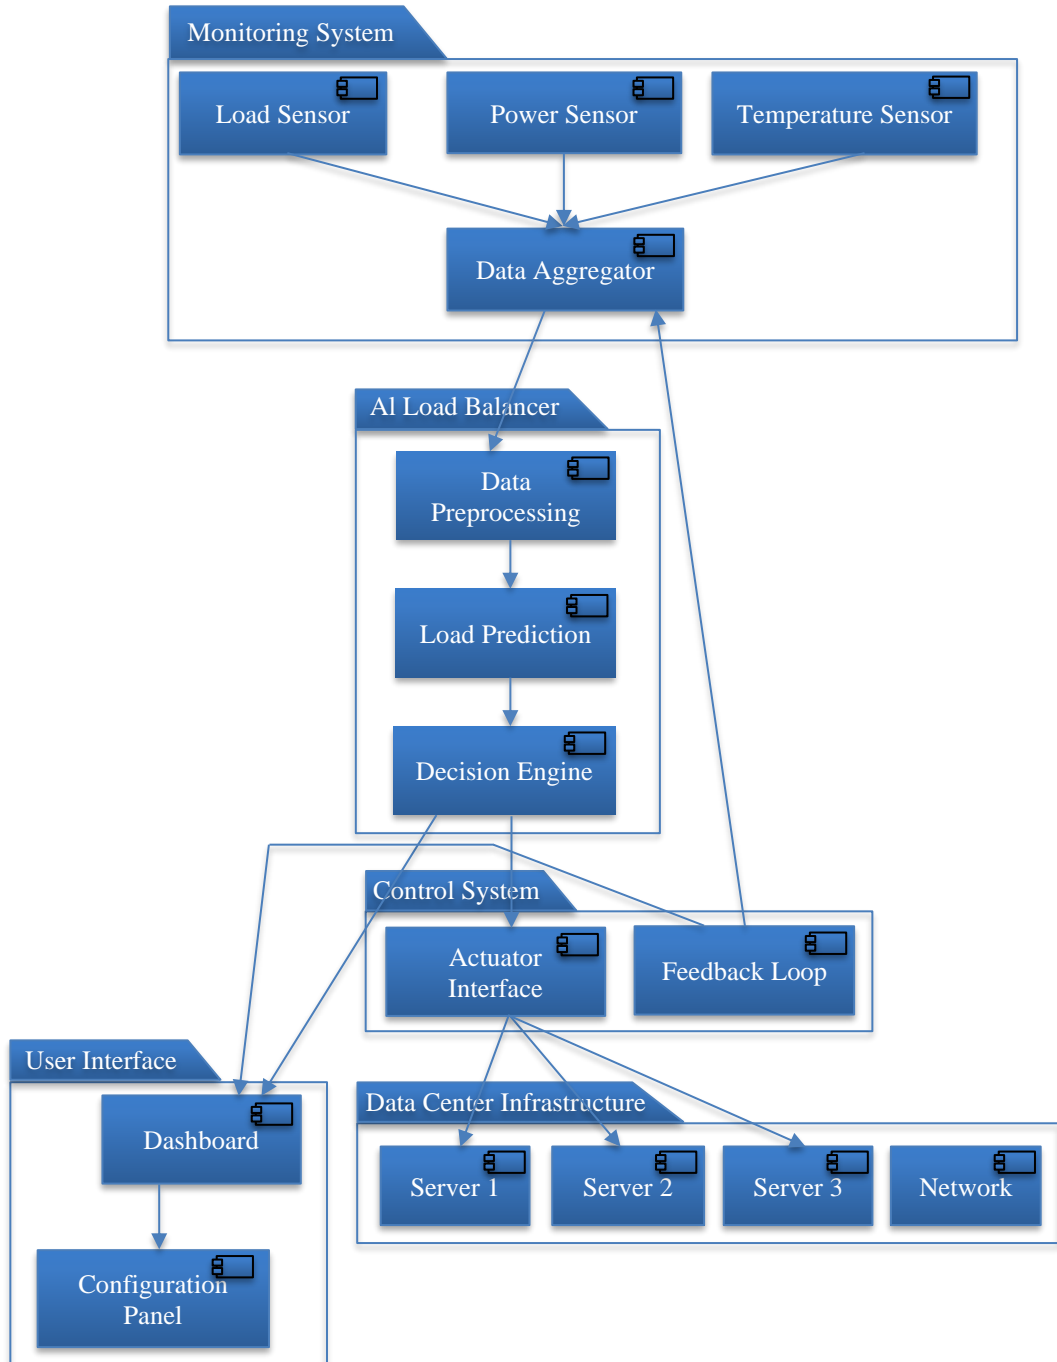 Monitoring System
Load Sensor
Power Sensor
Temperature Sensor
Data Aggregator
Al Load Balancer
Data
Preprocessing
Load Prediction
Decision Engine
Control System
Actuator
Interface
Feedback Loop
User Interface
Dashboard
Configuration
Panel
Data Center Infrastructure
Server 1
Server 2
Server 3
Network